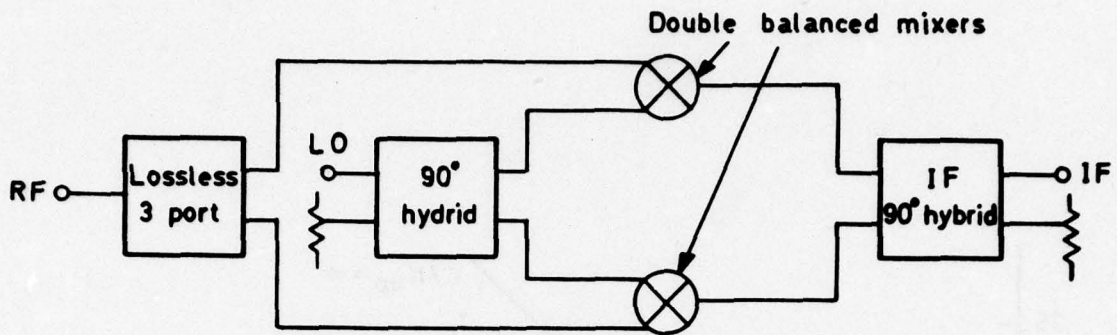 Double balanced mixers
LO
RF
Lossless
3 port
90°
hydrid
IF
90° hybrid
IF